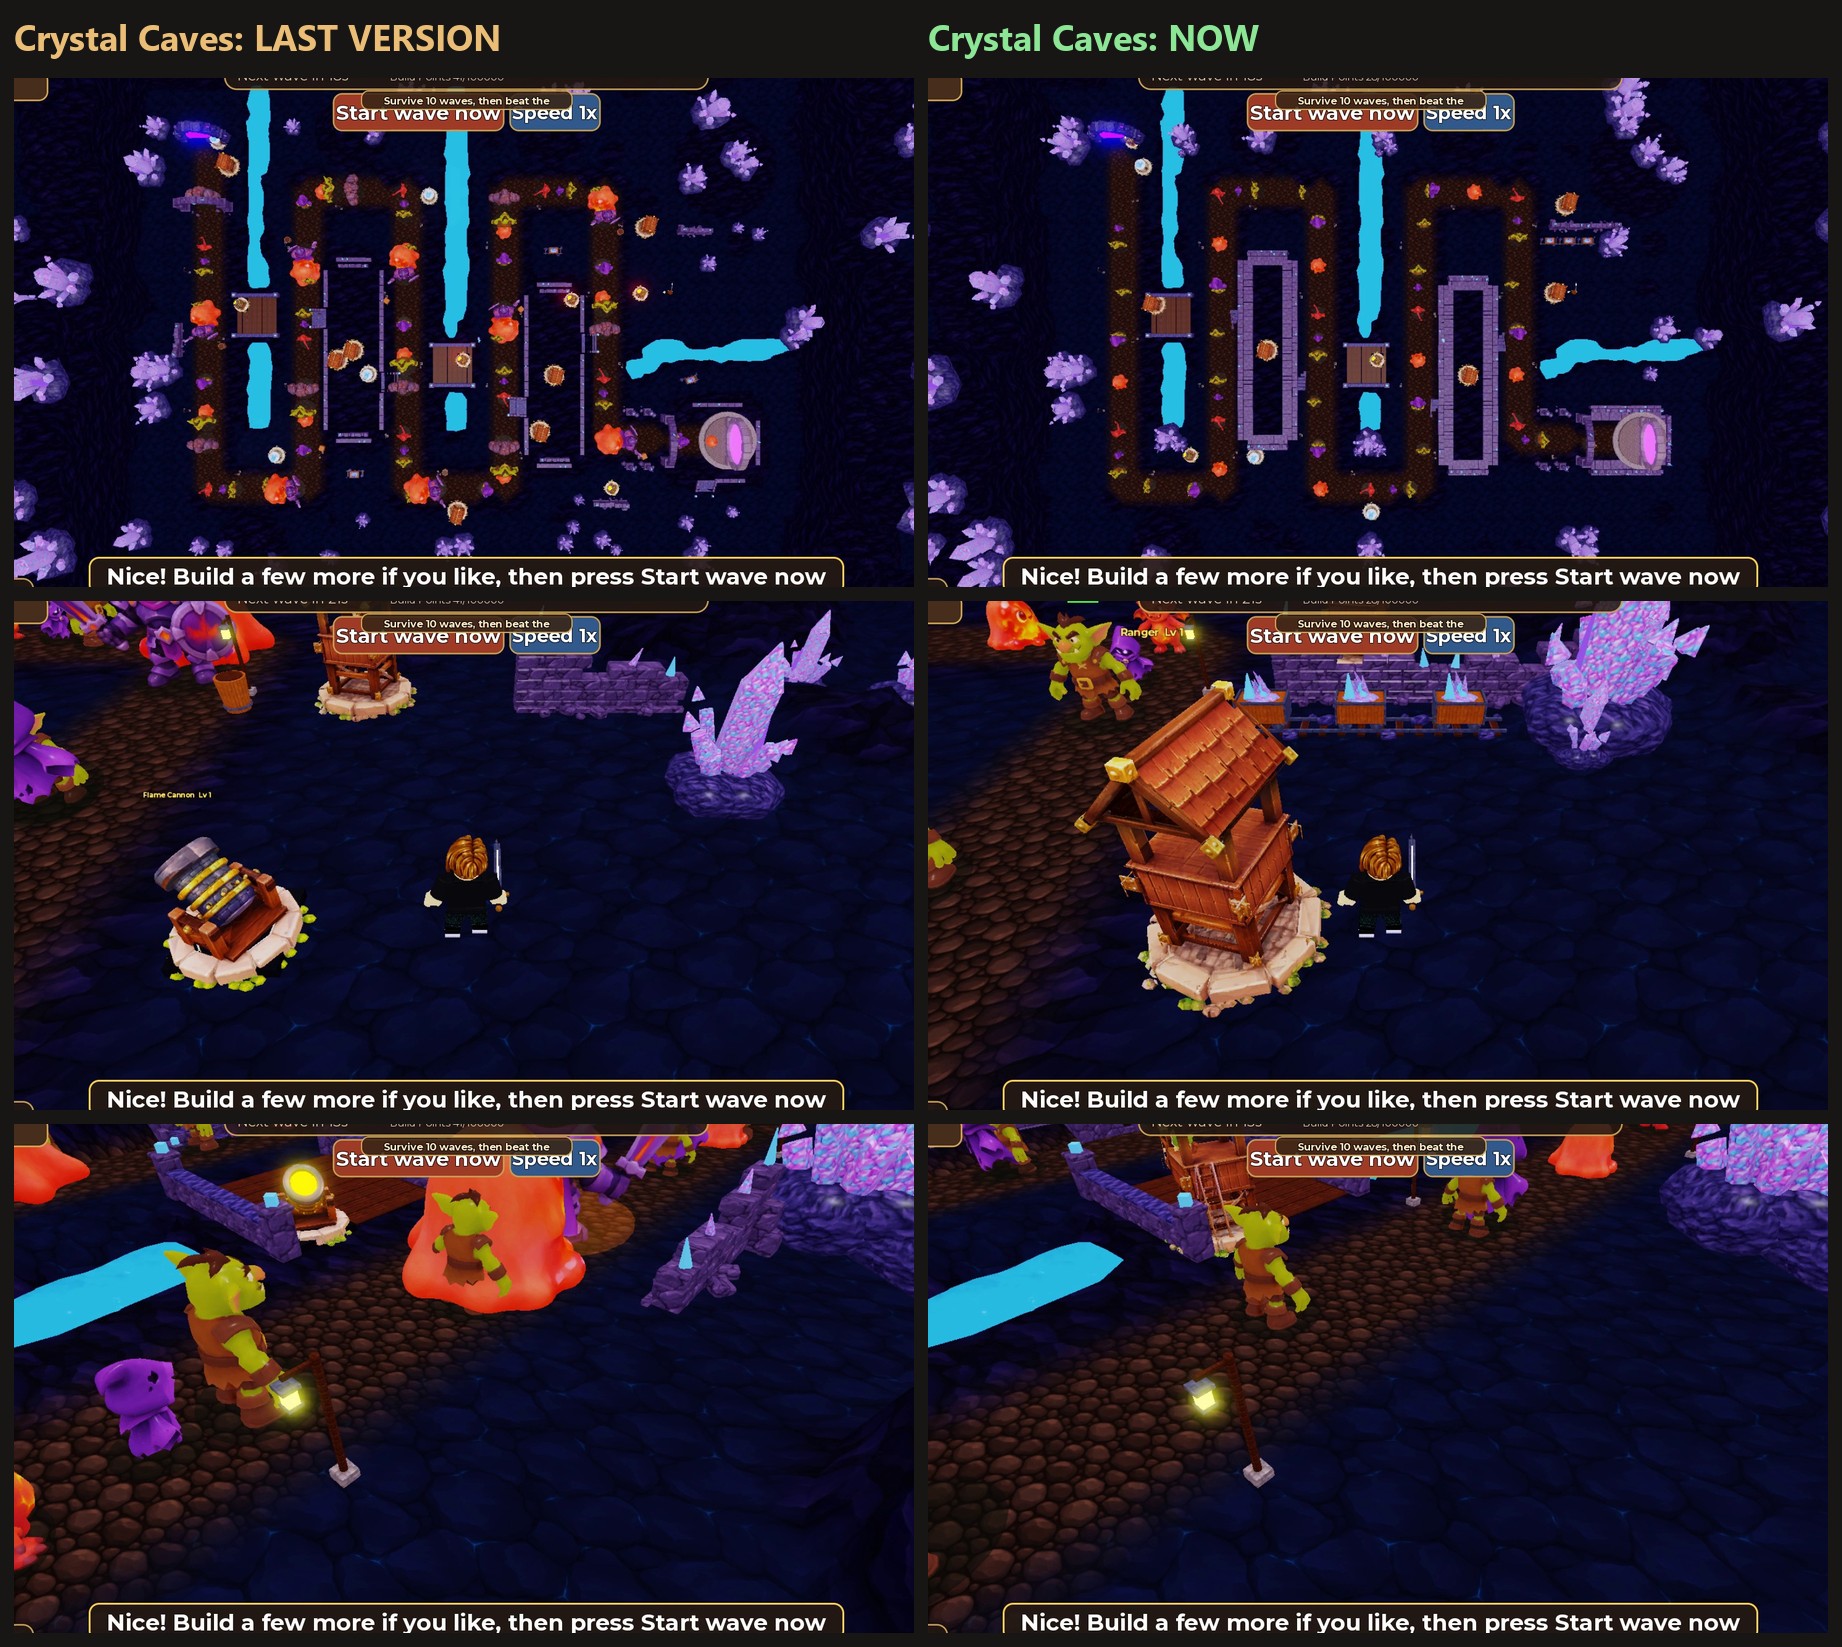 Crystal Caves: LAST VERSION
Crystal Caves: NOW
Survive 10 waves, then beat the
Start wave now
Speed 1x
Nice! Build a few more if you like, then press Start wave now
Survive 10 waves, then beat the
Start wave now
Speed 1x
Nice! Build a few more if you like, then press Start wave now
Survive 10 waves, then beat the
Start wave now
Speed 1x
Flame Cannon Lv 1
Nice! Build a few more if you like, then press Start wave now
Survive 10 waves, then beat the
Ranger Lv 1
Start wave now
Speed 1x
Nice! Build a few more if you like, then press Start wave now
Survive 10 waves, then beat the
Start wave now
Speed 1x
Nice! Build a few more if you like, then press Start wave now
Survive 10 waves, then beat the
Start wave now
Speed 1x
Nice! Build a few more if you like, then press Start wave now